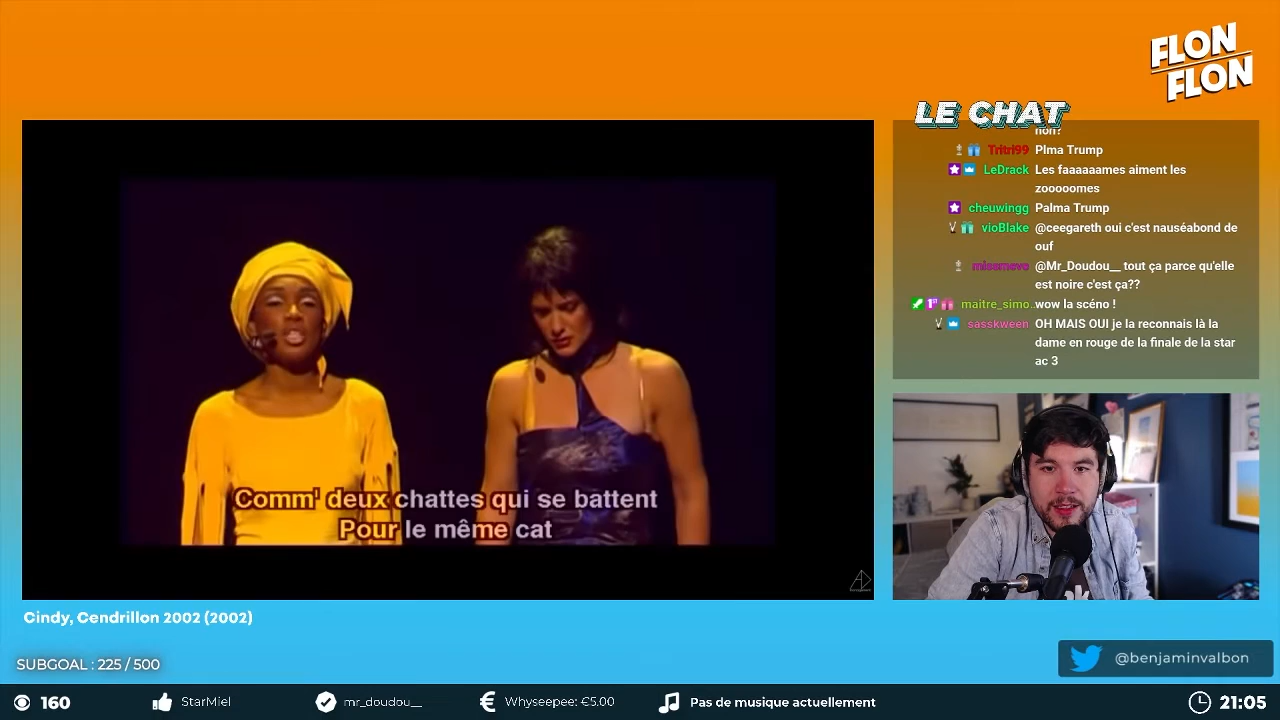 FLON
FLON
LE CHAT
non?
Tritri99 Plma Trump
LeDrack Les faaaaaames aiment les
zooooomes
cheuwingg Palma Trump
vioBlake @ceegareth oui c'est nauséabond de
ouf
missmcvo @Mr_Doudou__ tout ça parce qu'elle
est noire c'est ça??
maitre_simo.. wow la scéno !
sasskween OH MAIS OUI je la reconnais là la
dame en rouge de la finale de la star
ac 3
Comm' deux chattes qui se battent
Pour le même cat
Cindy, Cendrillon 2002 (2002)
SUBGOAL : 225 / 500
@benjaminvalbon
160
StarMiel
mr_doudou__
€ Whyseepee: €5.00
Pas de musique actuellement
21:05